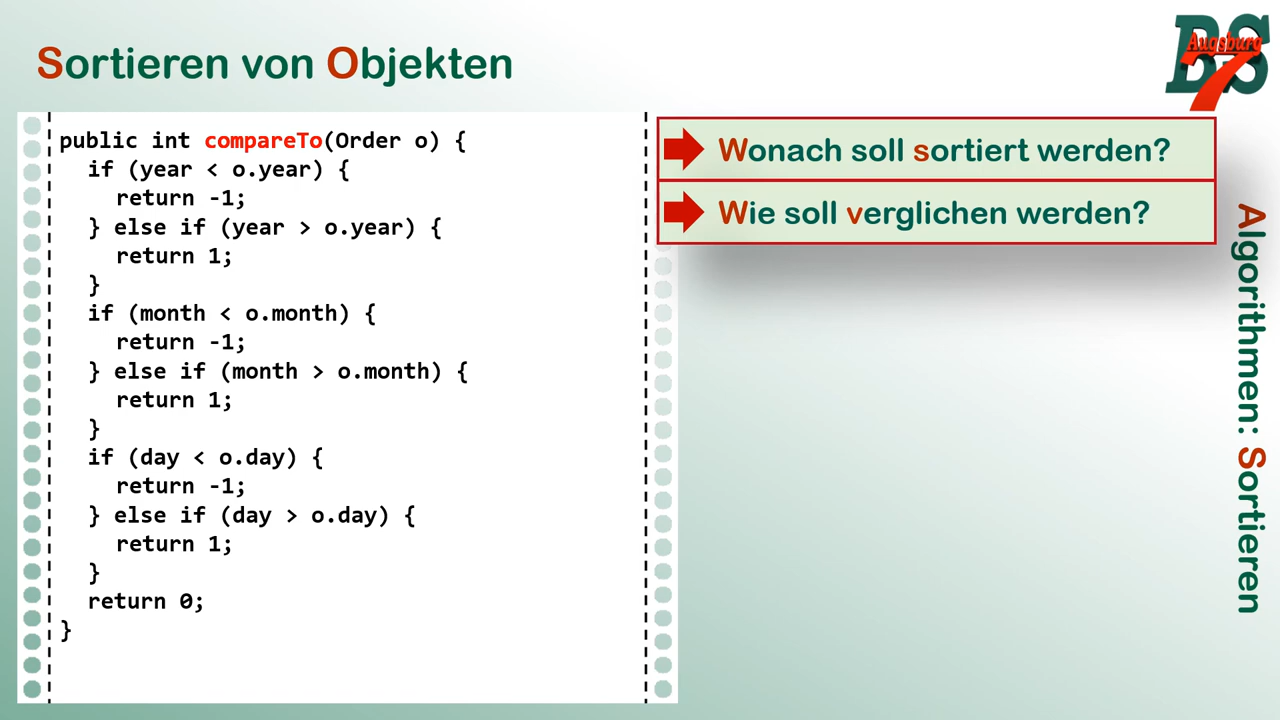 Sortieren von Objekten
BS
Augsburg
7
public int compareTo(Order o) {
  if (year < o.year) {
    return -1;
  } else if (year > o.year) {
    return 1;
  }
  if (month < o.month) {
    return -1;
  } else if (month > o.month) {
    return 1;
  }
  if (day < o.day) {
    return -1;
  } else if (day > o.day) {
    return 1;
  }
  return 0;
}
Wonach soll sortiert werden?
Wie soll verglichen werden?
Algorithmen: Sortieren